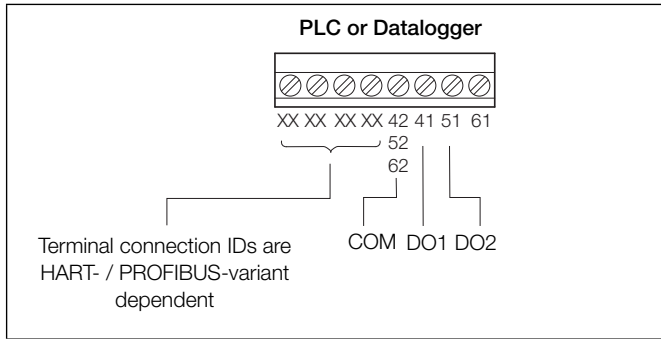 PLC or Datalogger
XX XX XX XX 42 41 51 61
52
62
COM DO1 DO2
Terminal connection IDs are
HART- / PROFIBUS-variant
dependent